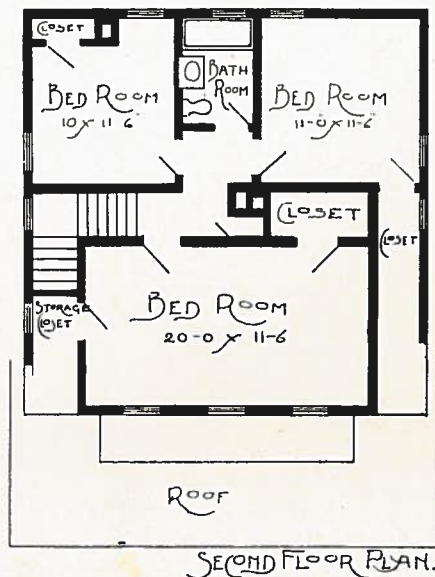 CLOSET
BED ROOM
10 x 11-6
BATH
ROOM
BED ROOM
11-0 x 11-6
CLOSET
CLOSET
STORAGE
CLOSET
BED ROOM
20-0 x 11-6
ROOF
SECOND FLOOR PLAN.